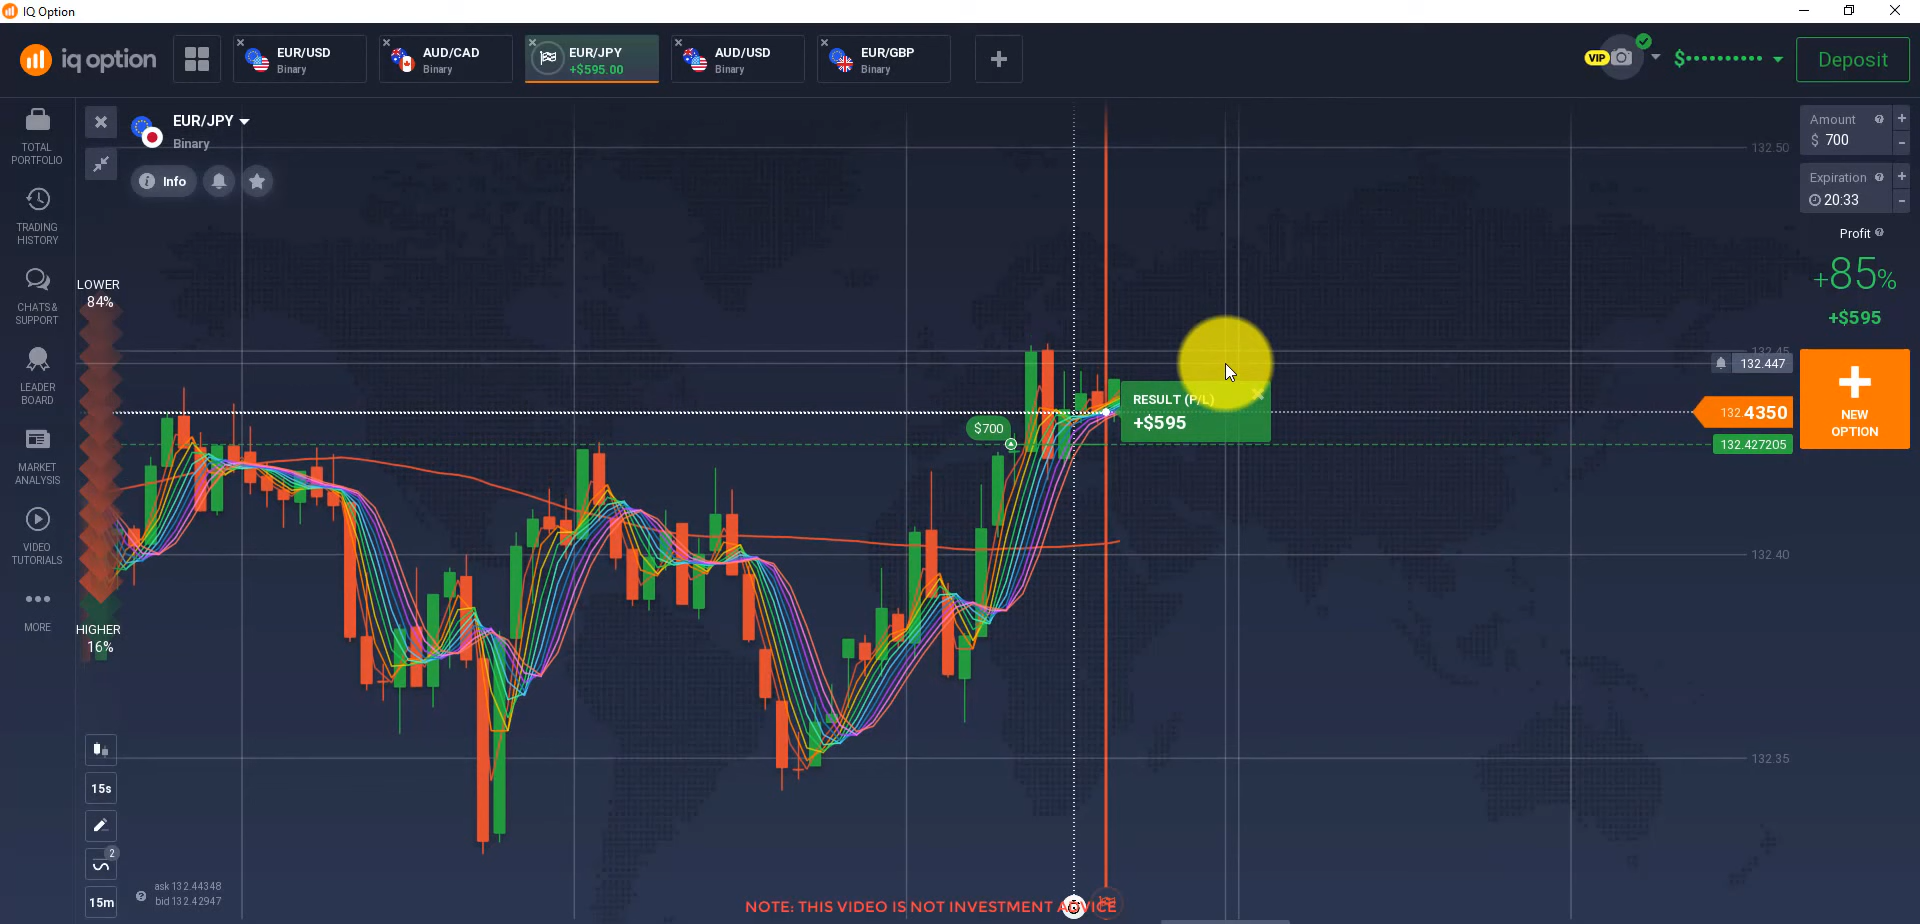 IQ Option
iq option
EUR/USD
Binary
AUD/CAD
Binary
EUR/JPY
+$595.00
AUD/USD
Binary
EUR/GBP
Binary
VIP
$
Deposit
TOTAL
PORTFOLIO
TRADING
HISTORY
CHATS &
SUPPORT
LEADER
BOARD
MARKET
ANALYSIS
VIDEO
TUTORIALS
MORE
EUR/JPY
Binary
Info
LOWER
84%
HIGHER
16%
15s
2
15m
ask 132.44348
bid 132.42947
$700
RESULT (P/L)
+$595
132.50
132.45
132.447
132.4350
132.427205
132.40
132.35
Amount
$ 700
Expiration
20:33
Profit
+85%
+$595
NEW
OPTION
NOTE: THIS VIDEO IS NOT INVESTMENT ADVICE